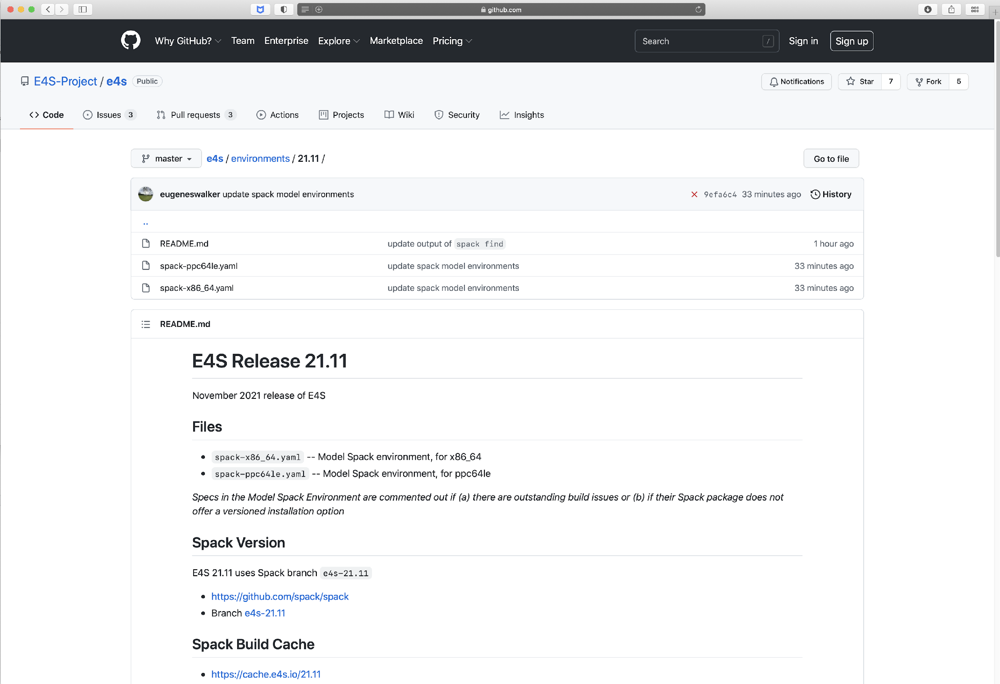 github.com
Why GitHub? Team Enterprise Explore Marketplace Pricing Search / Sign in Sign up
E4S-Project / e4s Public Notifications Star 7 Fork 5
Code Issues 3 Pull requests 3 Actions Projects Wiki Security Insights
master e4s / environments / 21.11 / Go to file
eugeneswalker update spack model environments 9efa6c4 33 minutes ago History
..
README.md update output of spack find 1 hour ago
spack-ppc64le.yaml update spack model environments 33 minutes ago
spack-x86_64.yaml update spack model environments 33 minutes ago
README.md
E4S Release 21.11
November 2021 release of E4S
Files
• spack-x86_64.yaml -- Model Spack environment, for x86_64
• spack-ppc64le.yaml -- Model Spack environment, for ppc64le
Specs in the Model Spack Environment are commented out if (a) there are outstanding build issues or (b) if their Spack package does not
offer a versioned installation option
Spack Version
E4S 21.11 uses Spack branch e4s-21.11
• https://github.com/spack/spack
• Branch e4s-21.11
Spack Build Cache
• https://cache.e4s.io/21.11